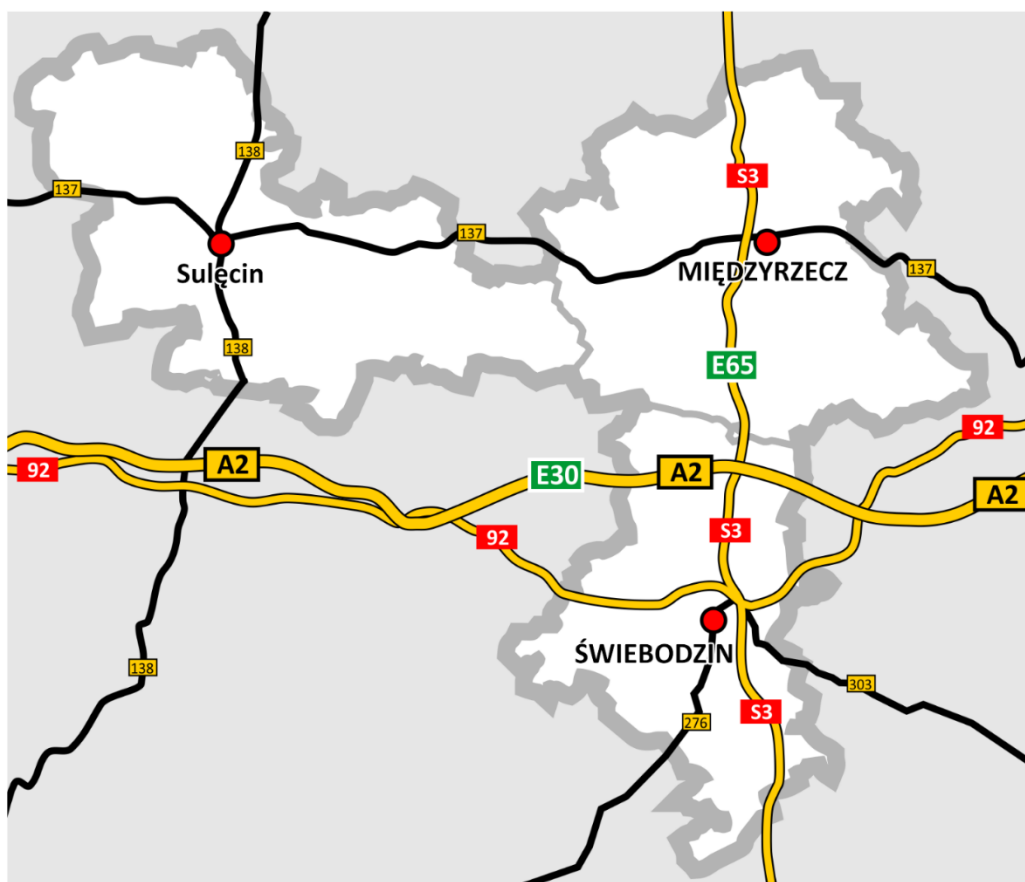 138
S3
137
137
Sulęcin
MIĘDZYRZECZ
137
138
E65
92
92
A2
E30
A2
A2
92
S3
ŚWIEBODZIN
138
303
S3
276